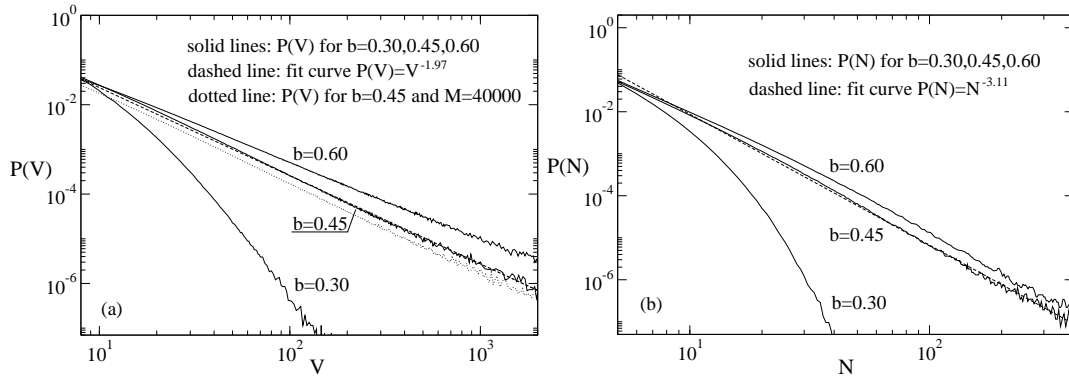 10^0
10^-2
10^-4
10^-6
P(V)
solid lines: P(V) for b=0.30,0.45,0.60
dashed line: fit curve P(V)=V^-1.97
dotted line: P(V) for b=0.45 and M=40000
b=0.60
b=0.45
b=0.30
(a)
10^1
10^2
10^3
V
10^0
10^-2
10^-4
10^-6
P(N)
solid lines: P(N) for b=0.30,0.45,0.60
dashed line: fit curve P(N)=N^-3.11
b=0.60
b=0.45
b=0.30
(b)
10^1
10^2
N